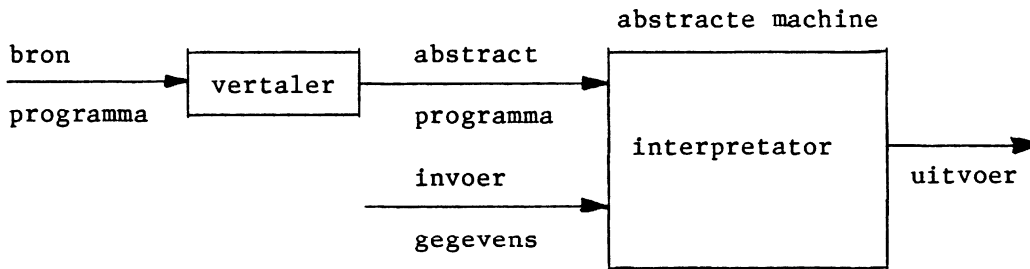 abstracte machine
bron
programma
vertaler
abstract
programma
invoer
gegevens
interpretator
uitvoer